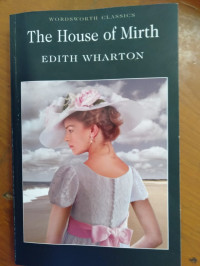 WORDSWORTH CLASSICS
The House of Mirth
EDITH WHARTON